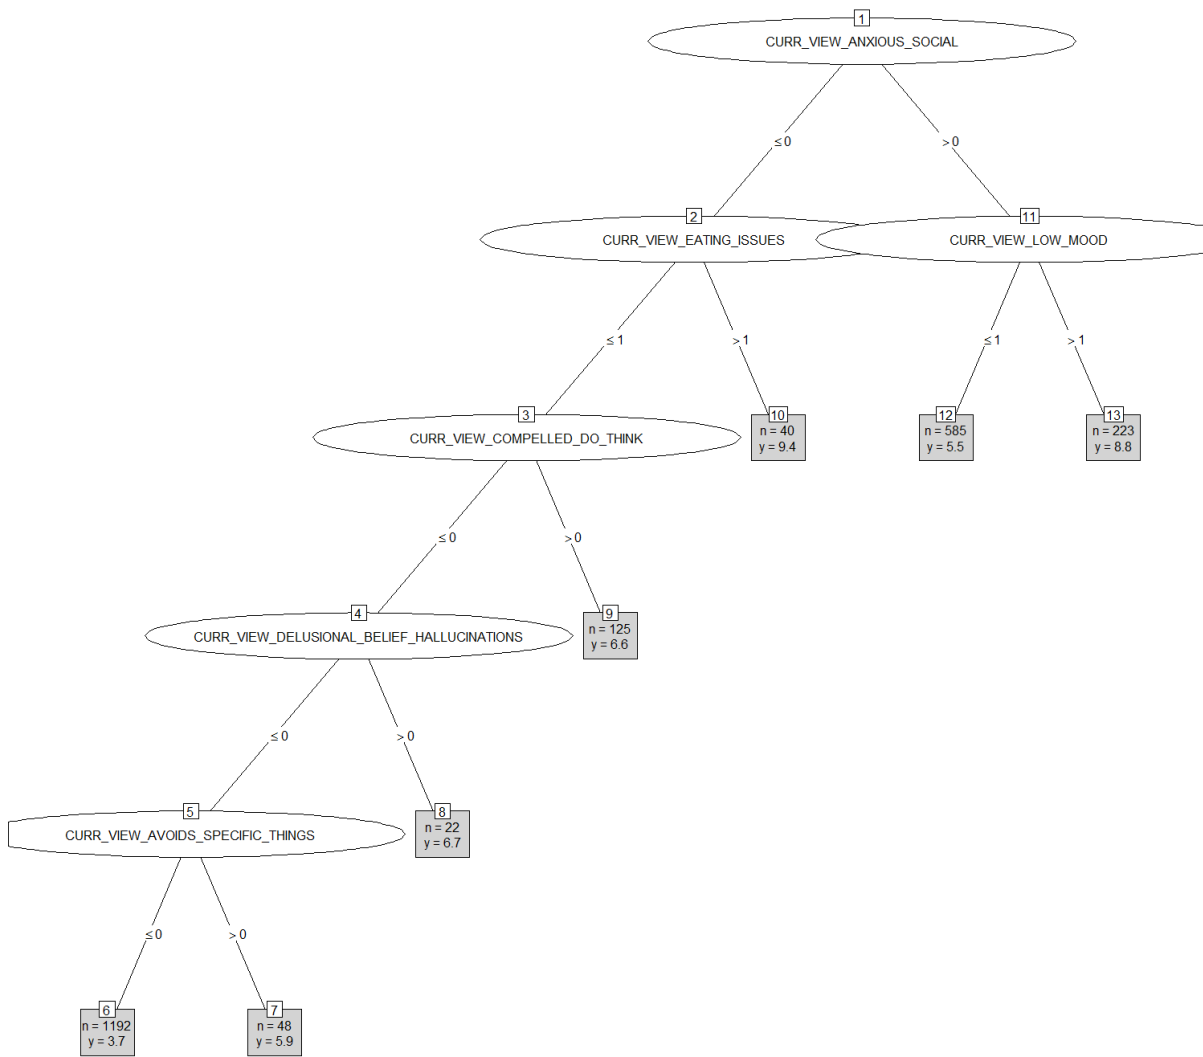 1
CURR_VIEW_ANXIOUS_SOCIAL
≤ 0
> 0
2
CURR_VIEW_EATING_ISSUES
11
CURR_VIEW_LOW_MOOD
≤ 1
> 1
≤ 1
> 1
3
CURR_VIEW_COMPELLED_DO_THINK
10
n = 40
y = 9.4
12
n = 585
y = 5.5
13
n = 223
y = 8.8
≤ 0
> 0
4
CURR_VIEW_DELUSIONAL_BELIEF_HALLUCINATIONS
9
n = 125
y = 6.6
≤ 0
> 0
5
CURR_VIEW_AVOIDS_SPECIFIC_THINGS
8
n = 22
y = 6.7
≤ 0
> 0
6
n = 1192
y = 3.7
7
n = 48
y = 5.9